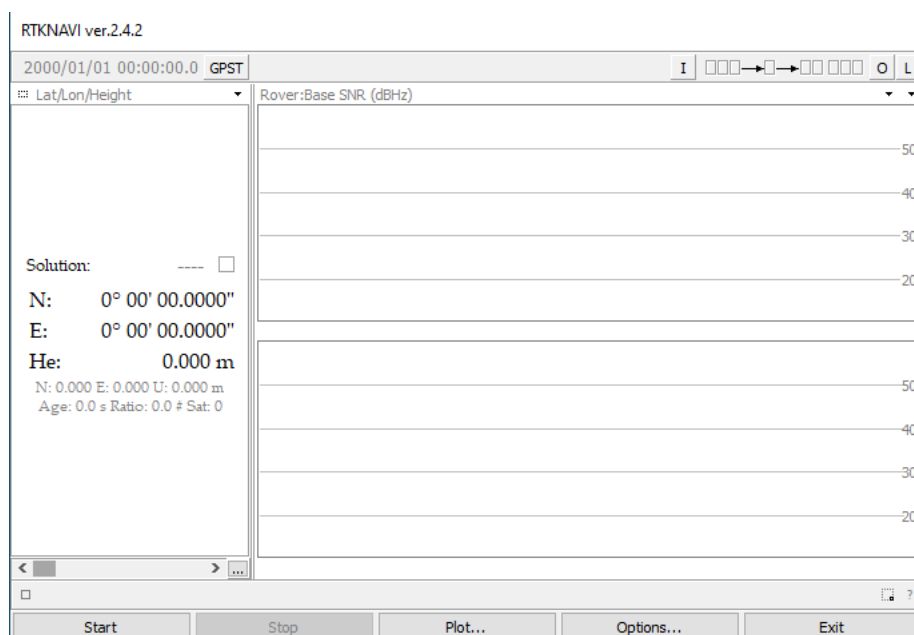 RTKNAVI ver.2.4.2
2000/01/01 00:00:00.0 GPST I O L
Lat/Lon/Height Rover:Base SNR (dBHz)
50
40
30
20
Solution: ----
N: 0° 00' 00.0000"
E: 0° 00' 00.0000"
He: 0.000 m
N: 0.000 E: 0.000 U: 0.000 m
Age: 0.0 s Ratio: 0.0 # Sat: 0
50
40
30
20
...
?
Start Stop Plot... Options... Exit